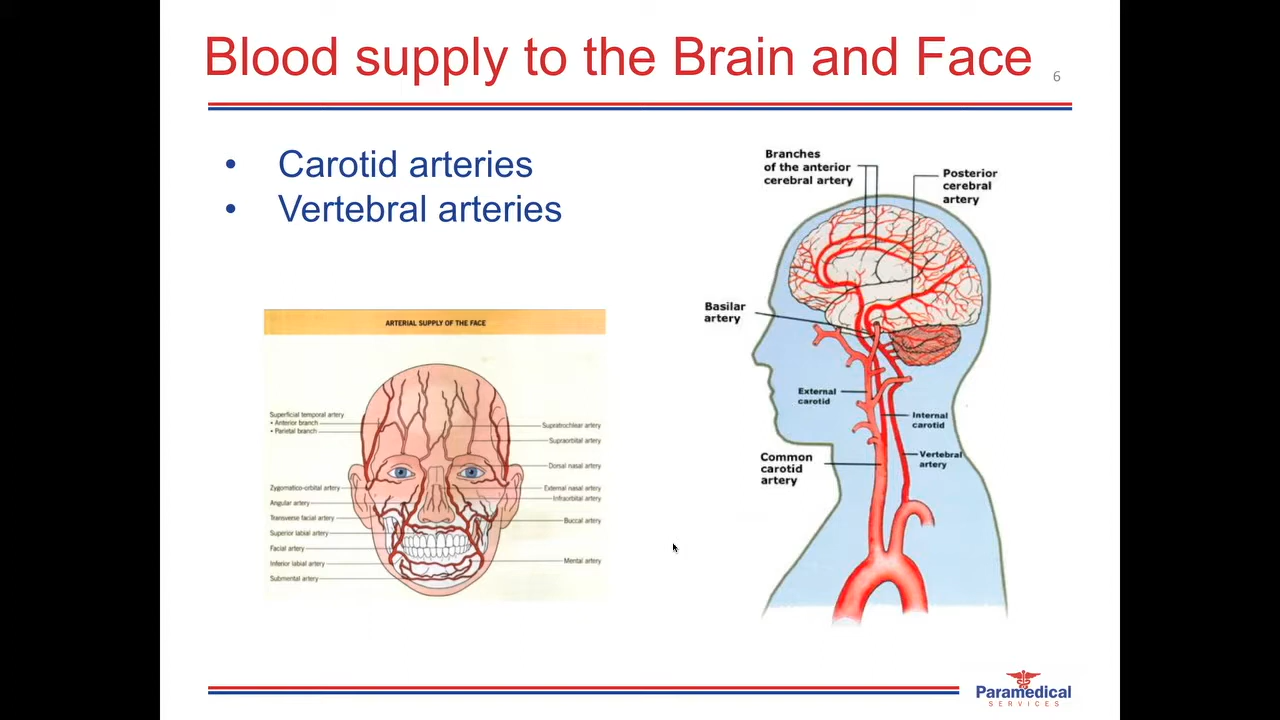 Blood supply to the Brain and Face
6
• Carotid arteries
• Vertebral arteries
ARTERIAL SUPPLY OF THE FACE
Superficial temporal artery
• Anterior branch
• Parietal branch
Zygomatico-orbital artery
Angular artery
Transverse facial artery
Superior labial artery
Facial artery
Inferior labial artery
Submental artery
Supratrochlear artery
Supraorbital artery
Dorsal nasal artery
External nasal artery
Infraorbital artery
Buccal artery
Mental artery
Branches
of the anterior
cerebral artery
Posterior
cerebral
artery
Basilar
artery
External
carotid
Internal
carotid
Common
carotid
artery
Vertebral
artery
Paramedical
SERVICES